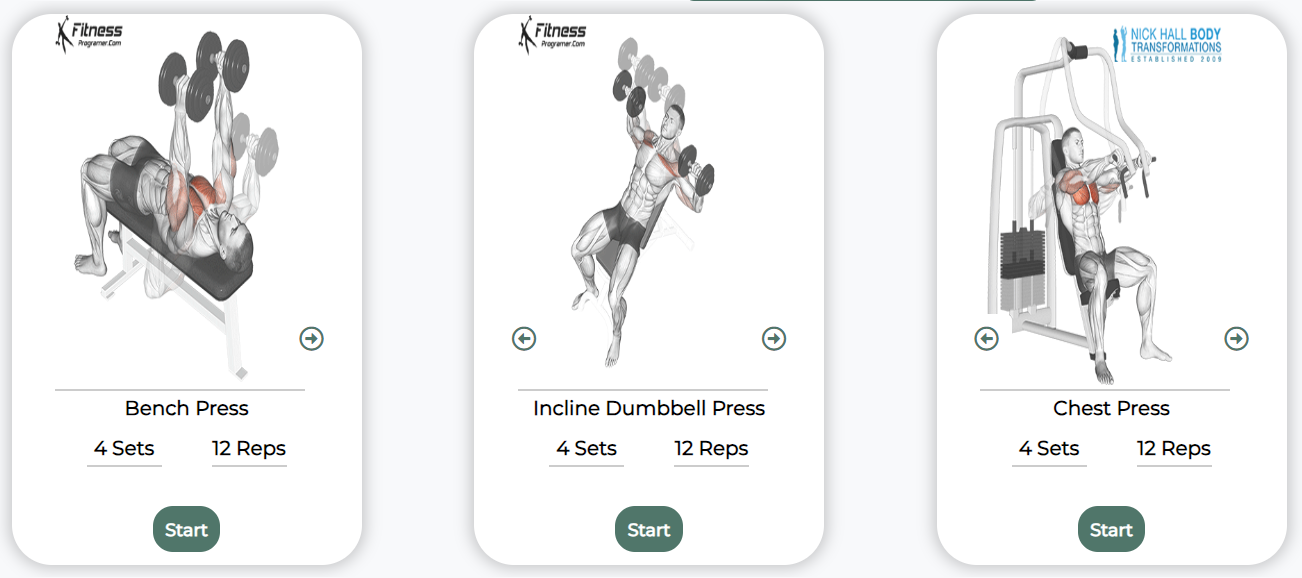 Fitness
Programer.Com
Bench Press
4 Sets
12 Reps
Start
Fitness
Programer.Com
Incline Dumbbell Press
4 Sets
12 Reps
Start
NICK HALL BODY
TRANSFORMATIONS
ESTABLISHED 2009
Chest Press
4 Sets
12 Reps
Start